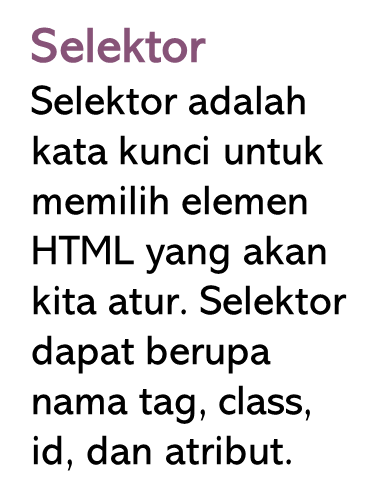 Selektor
Selektor adalah
kata kunci untuk
memilih elemen
HTML yang akan
kita atur. Selektor
dapat berupa
nama tag, class,
id, dan atribut.